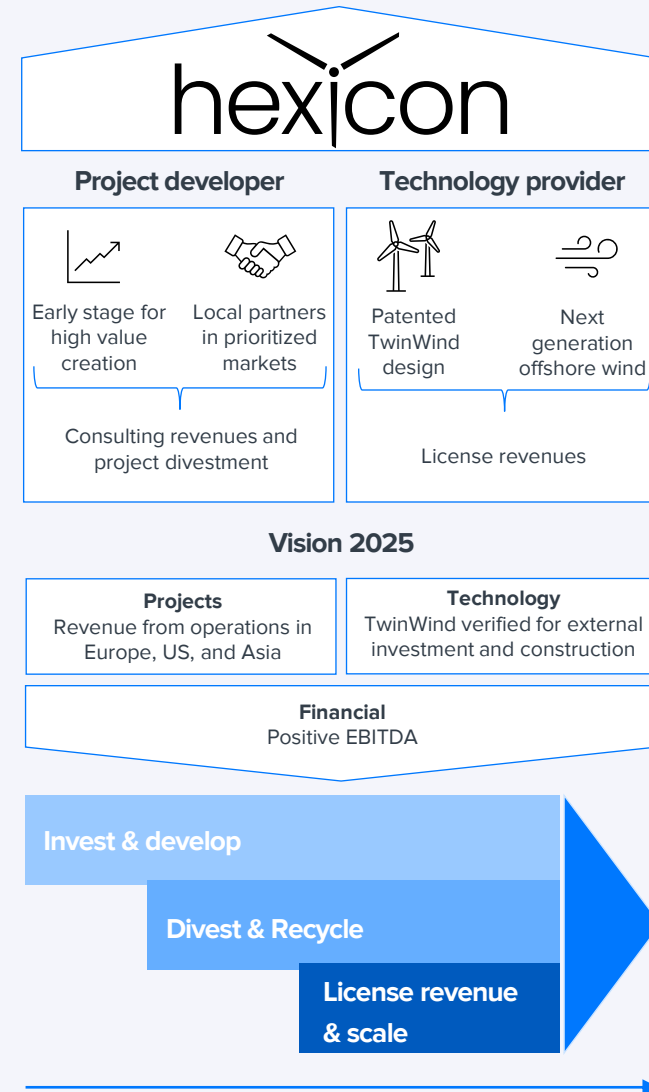 hexicon
Project developer
Technology provider
Early stage for
high value
creation
Local partners
in prioritized
markets
Patented
TwinWind
design
Next
generation
offshore wind
Consulting revenues and
project divestment
License revenues
Vision 2025
Projects
Revenue from operations in
Europe, US, and Asia
Technology
TwinWind verified for external
investment and construction
Financial
Positive EBITDA
Invest & develop
Divest & Recycle
License revenue
& scale